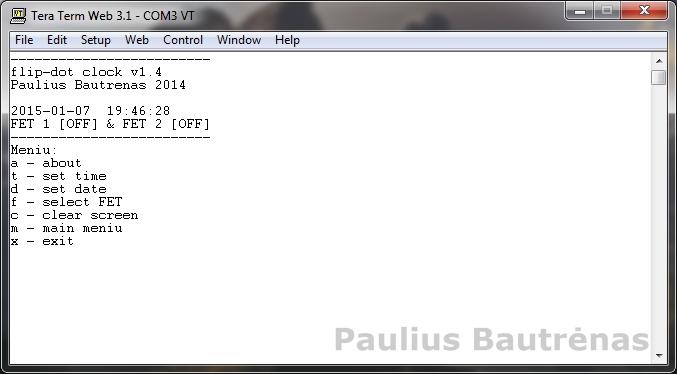 Tera Term Web 3.1 - COM3 VT
File Edit Setup Web Control Window Help
-------------------------
flip-dot clock v1.4
Paulius Bautrenas 2014
2015-01-07  19:46:28
FET 1 [OFF] & FET 2 [OFF]
-------------------------
Meniu:
a - about
t - set time
d - set date
f - select FET
c - clear screen
m - main meniu
x - exit
Paulius Bautrėnas